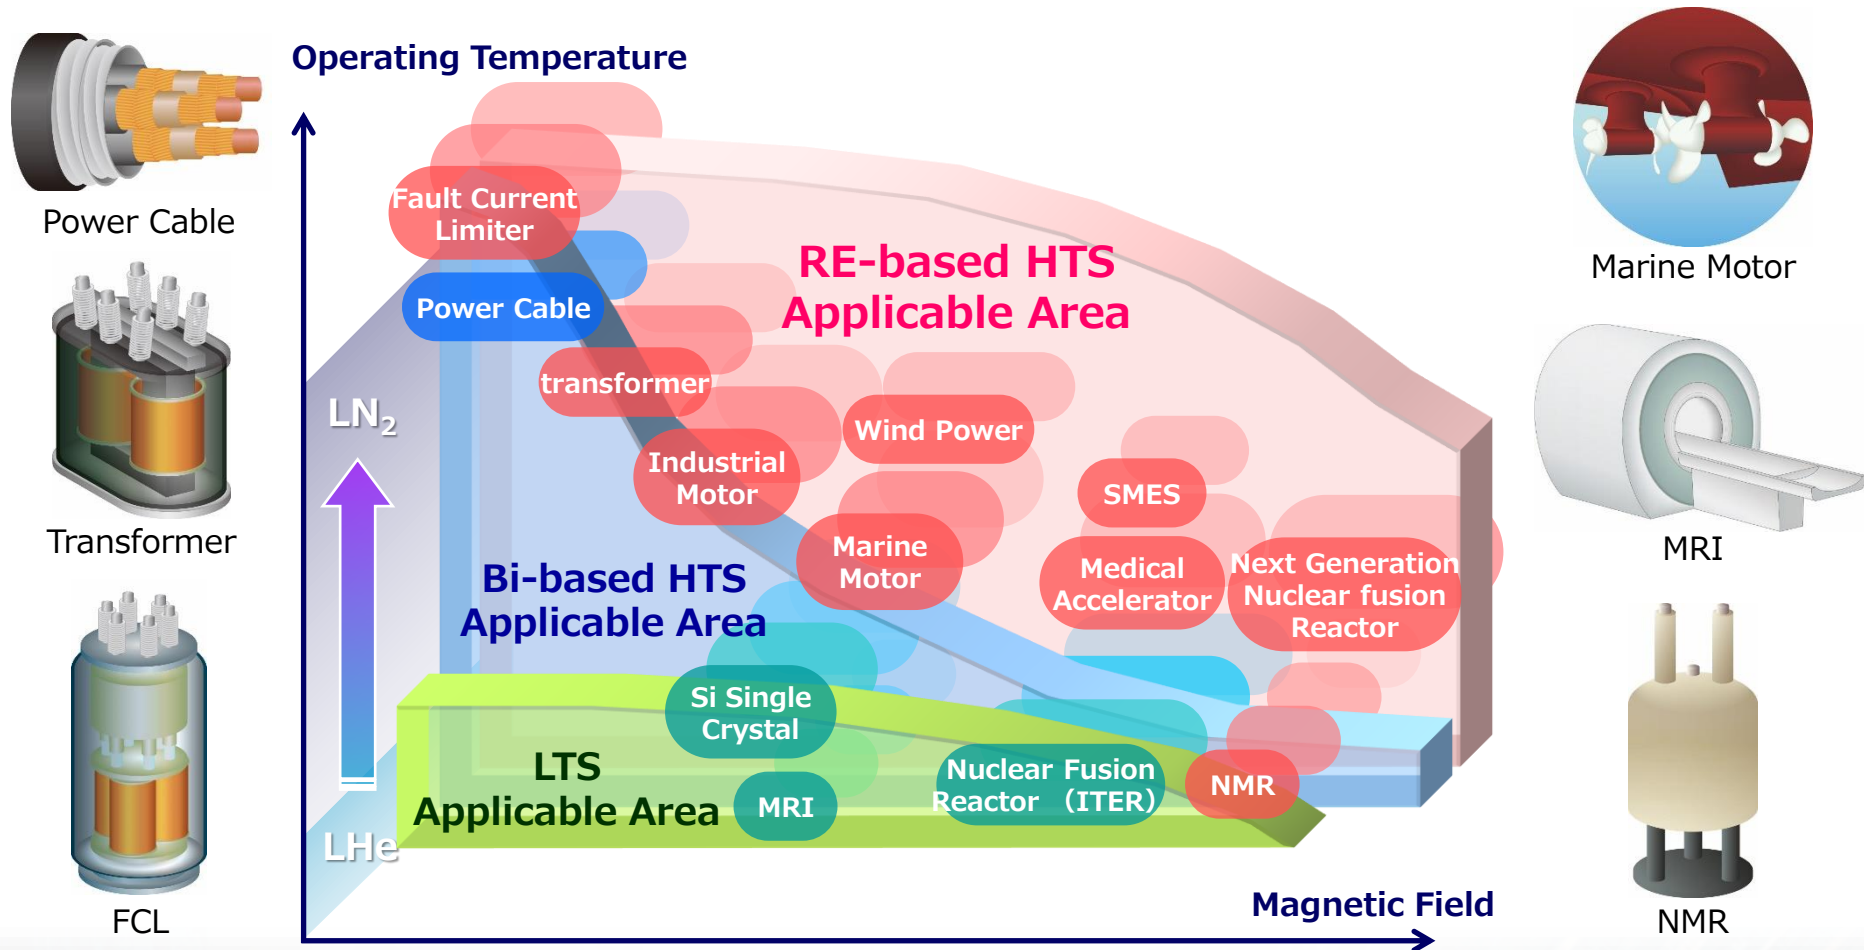 Operating Temperature
Power Cable
Transformer
FCL
Fault Current
Limiter
Power Cable
transformer
Industrial
Motor
Wind Power
Marine
Motor
SMES
Medical
Accelerator
Next Generation
Nuclear fusion
Reactor
RE-based HTS
Applicable Area
Bi-based HTS
Applicable Area
LN₂
LHe
Si Single
Crystal
LTS
Applicable Area
MRI
Nuclear Fusion
Reactor （ITER）
NMR
Magnetic Field
Marine Motor
MRI
NMR